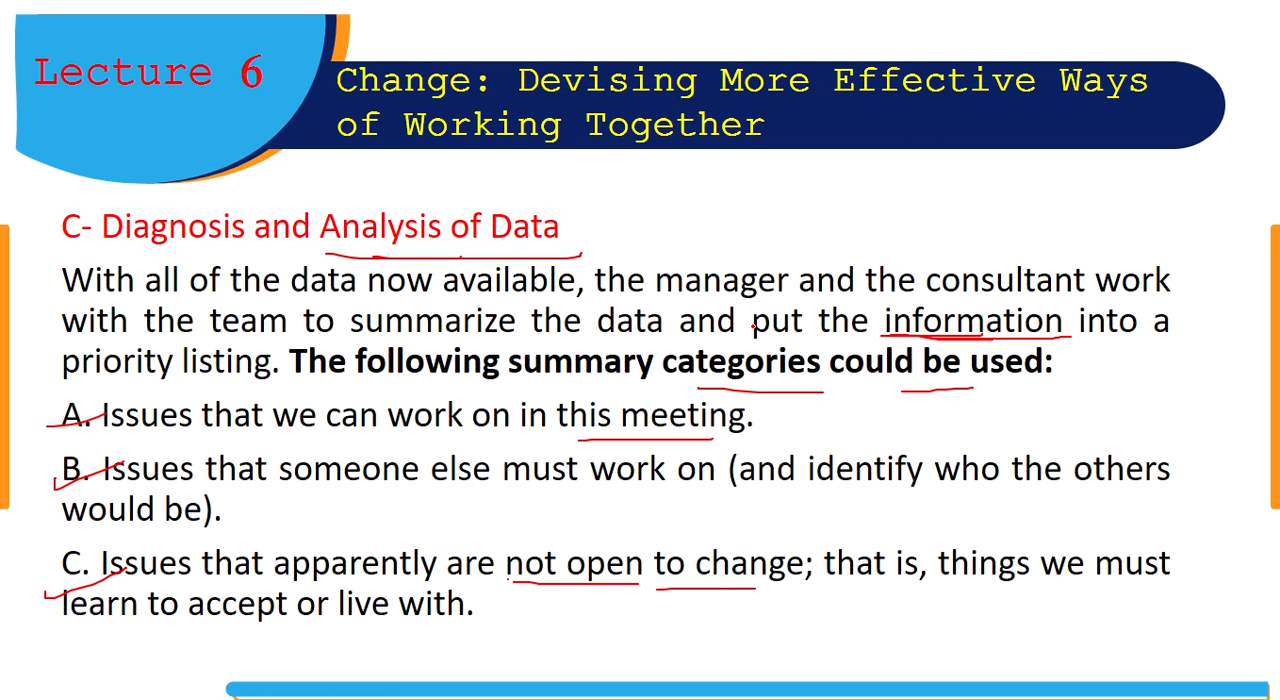 Lecture 6
Change: Devising More Effective Ways
of Working Together
C- Diagnosis and Analysis of Data
With all of the data now available, the manager and the consultant work
with the team to summarize the data and put the information into a
priority listing. The following summary categories could be used:
A. Issues that we can work on in this meeting.
B. Issues that someone else must work on (and identify who the others
would be).
C. Issues that apparently are not open to change; that is, things we must
learn to accept or live with.